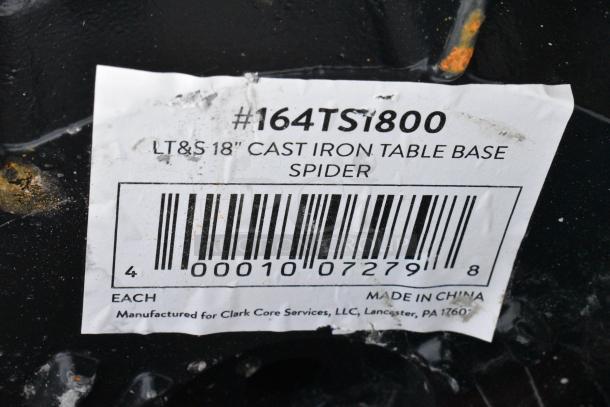 #164TS1800
LT&S 18" CAST IRON TABLE BASE
SPIDER
4 00010 07279 8
EACH
MADE IN CHINA
Manufactured for Clark Core Services, LLC, Lancaster, PA 17602